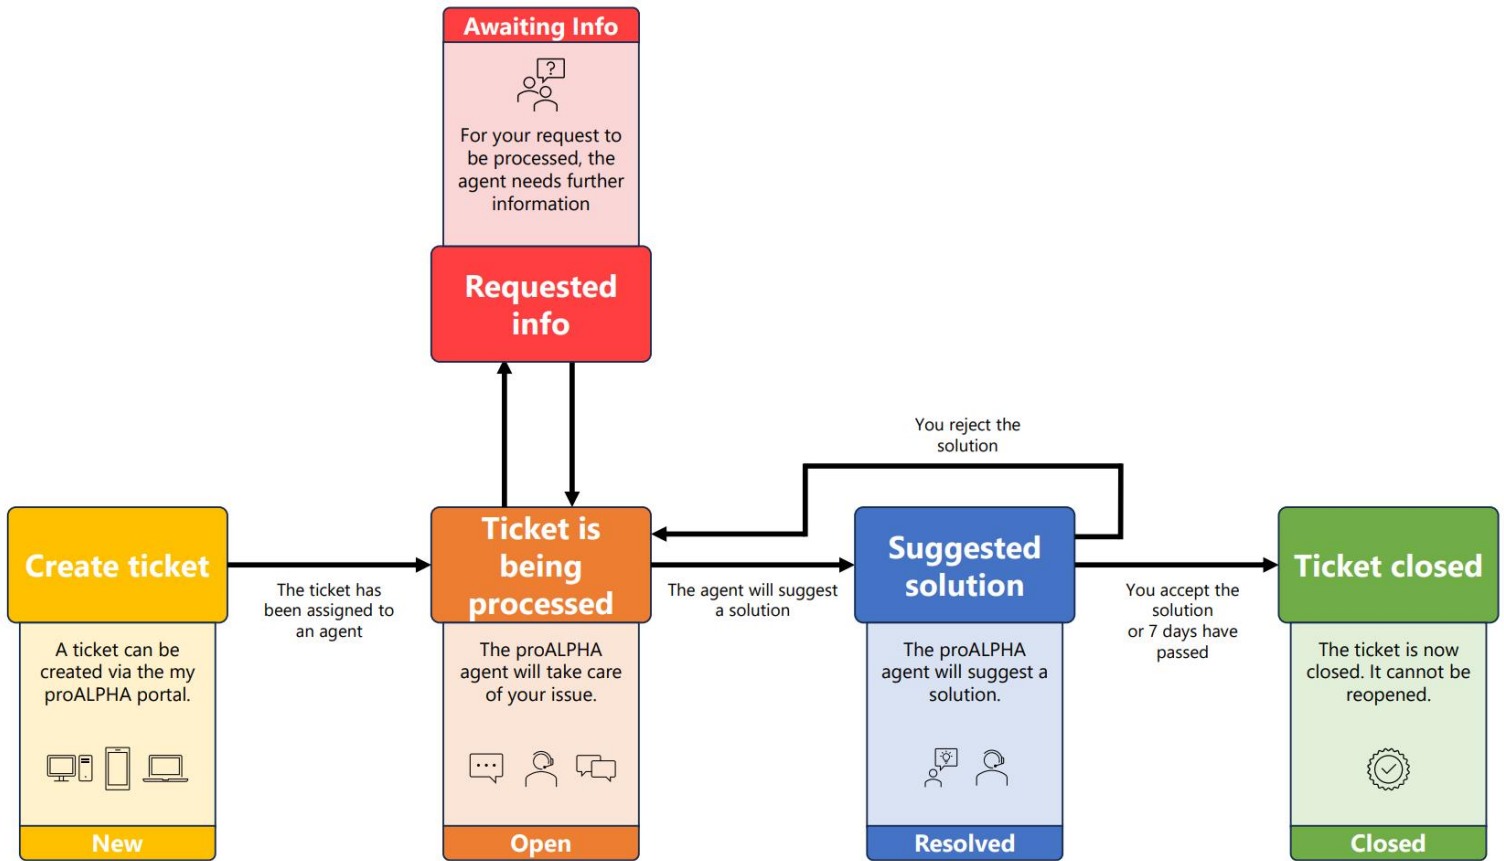 Awaiting Info
?
For your request to
be processed, the
agent needs further
information
Requested
info
You reject the
solution
Create ticket
The ticket has
been assigned to
an agent
Ticket is
being
processed
The agent will suggest
a solution
Suggested
solution
You accept the
solution
or 7 days have
passed
Ticket closed
A ticket can be
created via the my
proALPHA portal.
New
The proALPHA
agent will take care
of your issue.
Open
The proALPHA
agent will suggest a
solution.
Resolved
The ticket is now
closed. It cannot be
reopened.
Closed